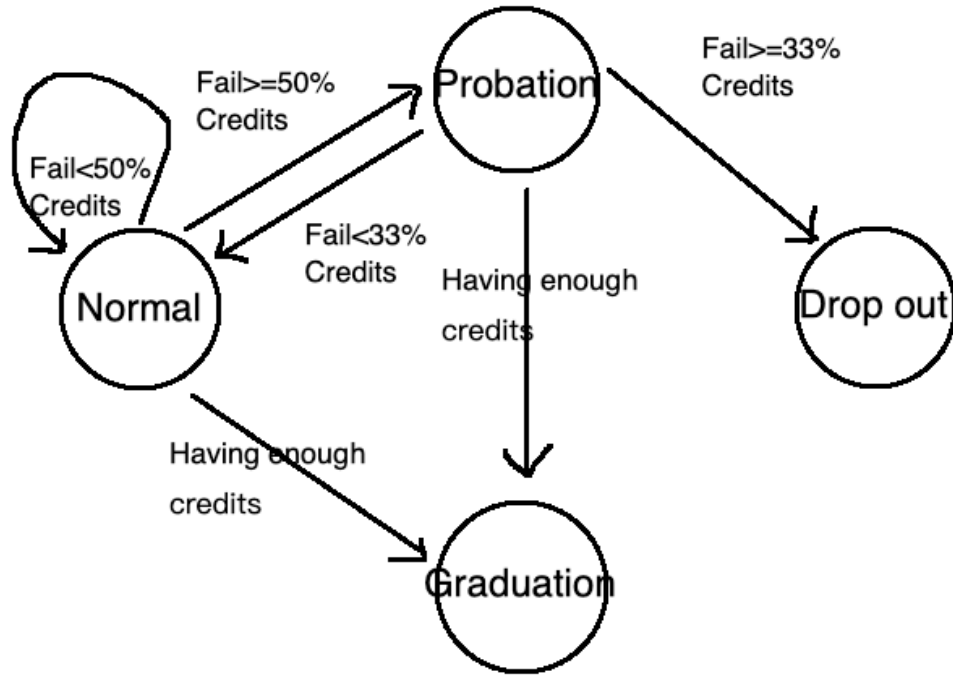 Fail>=50%
Credits
Probation
Fail>=33%
Credits
Fail<50%
Credits
Fail<33%
Credits
Normal
Having enough
credits
Drop out
Having enough
credits
Graduation